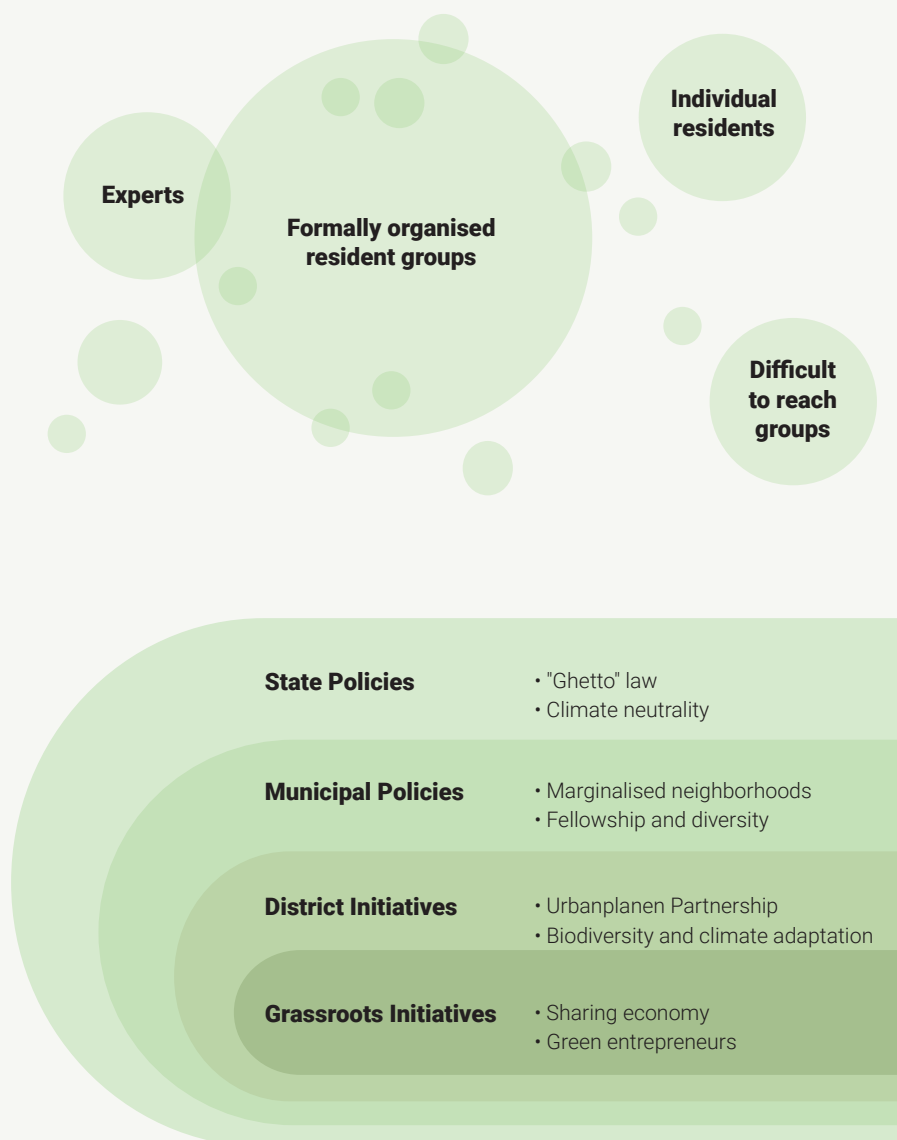 Individual
residents
Experts
Formally organised
resident groups
Difficult
to reach
groups
State Policies
• "Ghetto" law
• Climate neutrality
Municipal Policies
• Marginalised neighborhoods
• Fellowship and diversity
District Initiatives
• Urbanplanen Partnership
• Biodiversity and climate adaptation
Grassroots Initiatives
• Sharing economy
• Green entrepreneurs